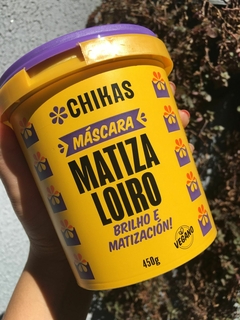 CHIKAS
MÁSCARA
MATIZA
LOIRO
BRILHO E
MATIZACIÓN!
VEGANO
450g